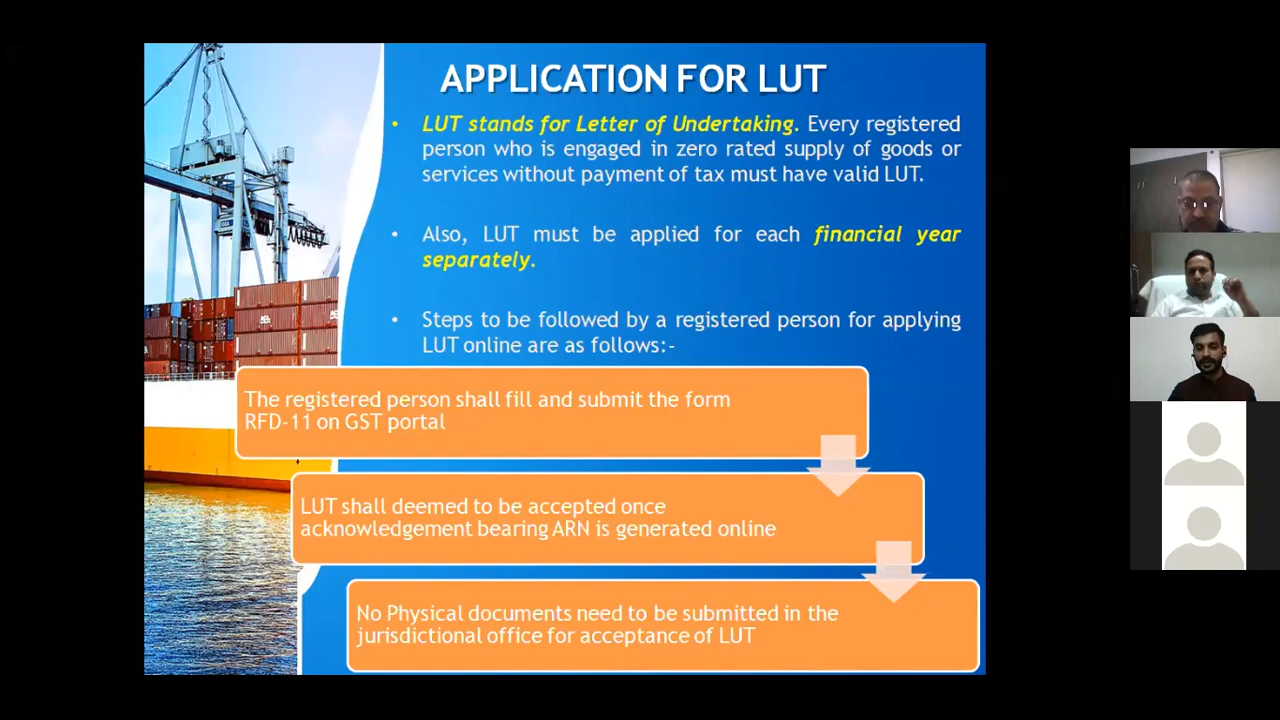 APPLICATION FOR LUT
• LUT stands for Letter of Undertaking. Every registered
person who is engaged in zero rated supply of goods or
services without payment of tax must have valid LUT.
• Also, LUT must be applied for each financial year
separately.
• Steps to be followed by a registered person for applying
LUT online are as follows:-
The registered person shall fill and submit the form
RFD-11 on GST portal
LUT shall deemed to be accepted once
acknowledgement bearing ARN is generated online
No Physical documents need to be submitted in the
jurisdictional office for acceptance of LUT